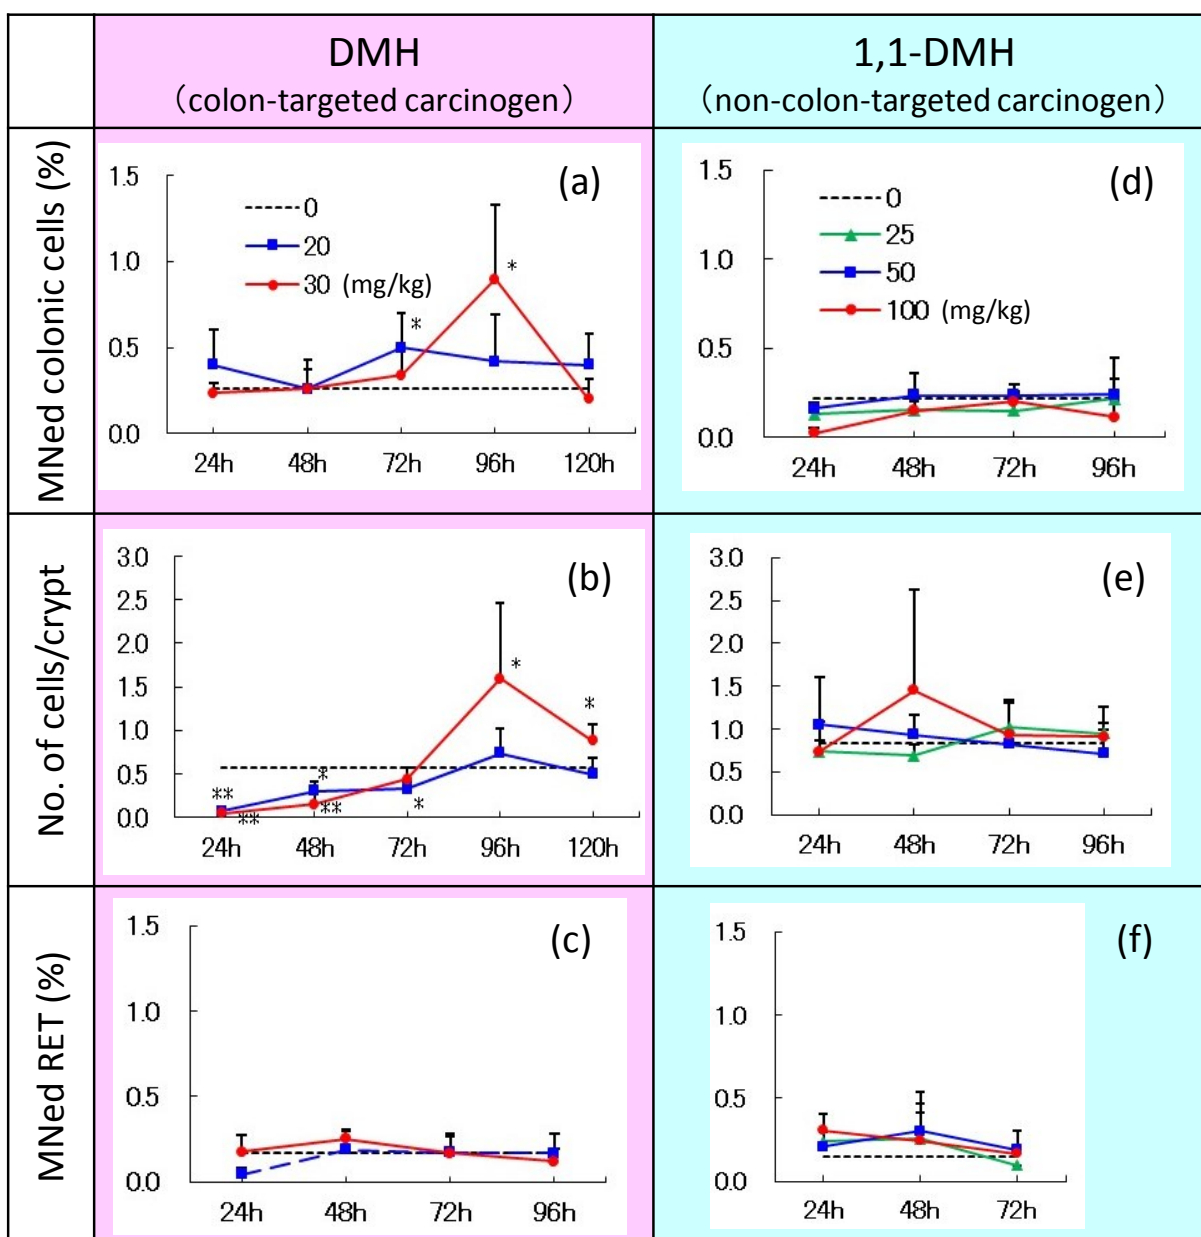 DMH
（colon-targeted carcinogen）
1,1-DMH
（non-colon-targeted carcinogen）
MNed colonic cells (%)
(a)
1.5
1.0
0.5
0.0
0
20
30 (mg/kg)
*
*
24h 48h 72h 96h 120h
(d)
1.5
1.0
0.5
0.0
0
25
50
100 (mg/kg)
24h 48h 72h 96h
No. of cells/crypt
(b)
3.0
2.5
2.0
1.5
1.0
0.5
0.0
**
**
*
**
*
*
*
24h 48h 72h 96h 120h
(e)
3.0
2.5
2.0
1.5
1.0
0.5
0.0
24h 48h 72h 96h
MNed RET (%)
(c)
1.5
1.0
0.5
0.0
24h 48h 72h 96h
(f)
1.5
1.0
0.5
0.0
24h 48h 72h